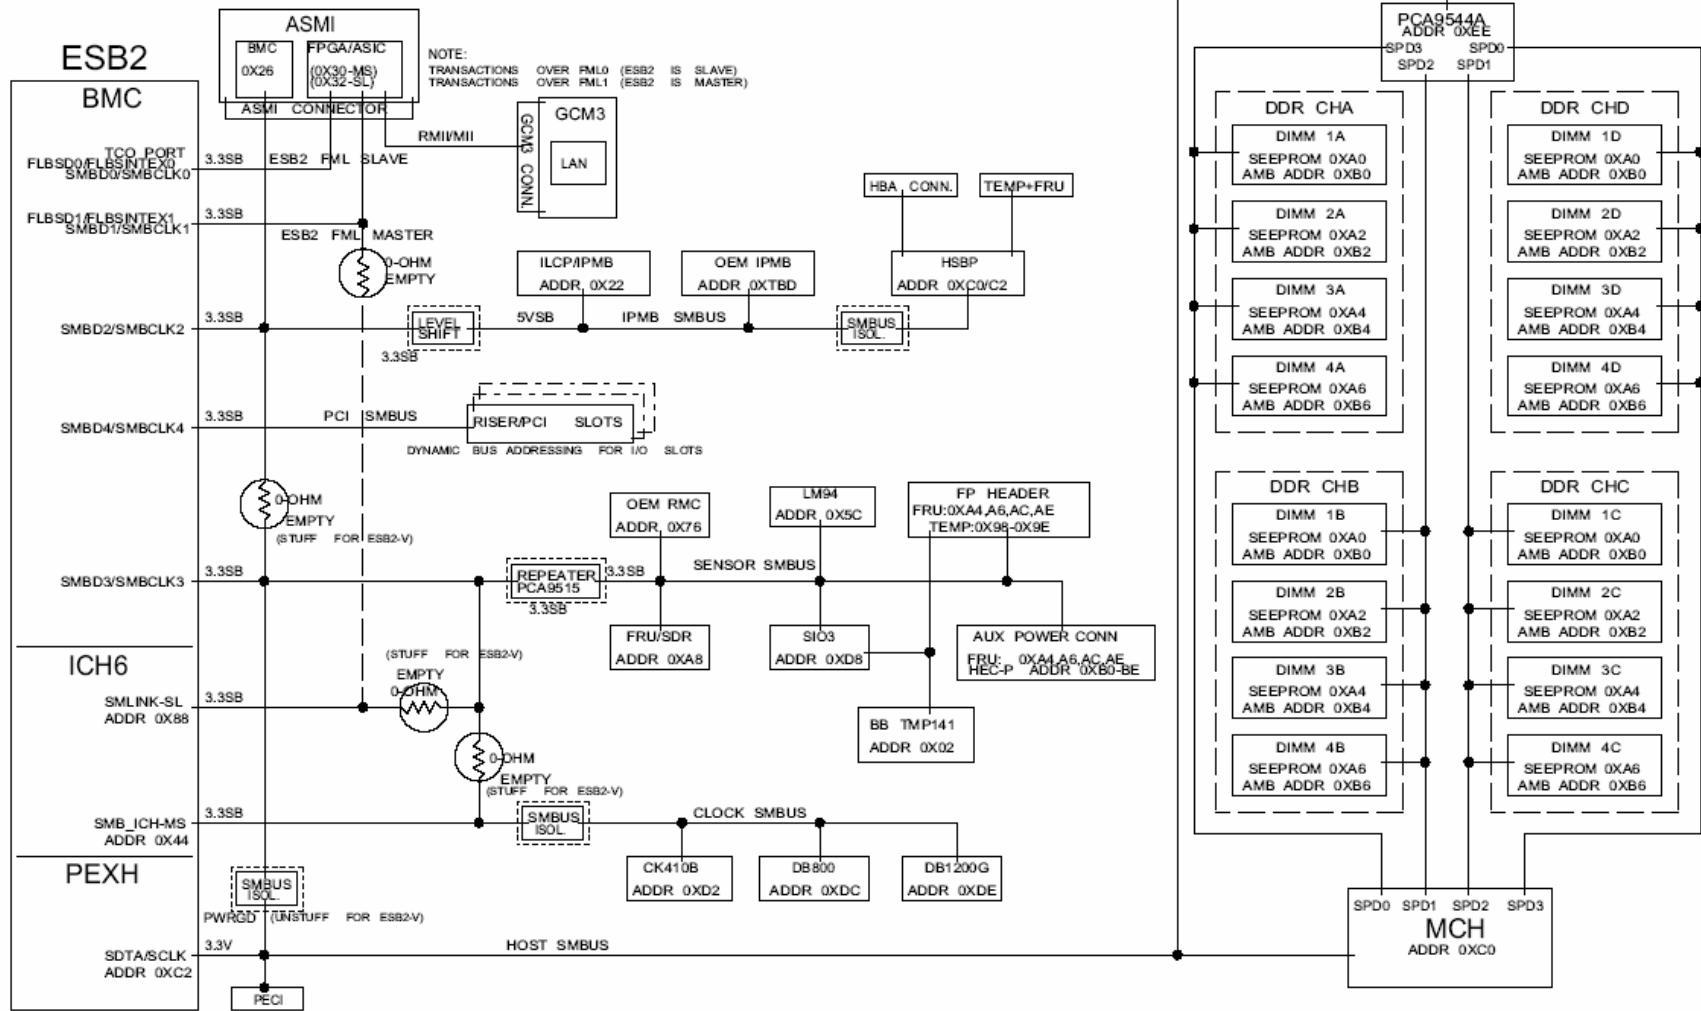 ESB2
BMC
ASMI
BMC
0X26
FPGA/ASIC
(0X30-MS)
(0X32-SL)
ASMI CONNECTOR
NOTE:
TRANSACTIONS OVER FML0 (ESB2 IS SLAVE)
TRANSACTIONS OVER FML1 (ESB2 IS MASTER)
RMII/MII
GCM3
GCM3 CONN.
LAN
TCO PORT
FLBSD0/FLBSINTEX0
SMBD0/SMBCLK0
3.3SB
ESB2 FML SLAVE
FLBSD1/FLBSINTEX1
SMBD1/SMBCLK1
3.3SB
ESB2 FML MASTER
0-OHM
EMPTY
HBA CONN.
TEMP+FRU
ILCP/IPMB
ADDR 0X22
OEM IPMB
ADDR 0XTBD
HSBP
ADDR 0XC0/C2
SMBD2/SMBCLK2
3.3SB
LEVEL
SHIFT
3.3SB
5VSB
IPMB SMBUS
SMBUS
ISOL.
SMBD4/SMBCLK4
3.3SB
PCI SMBUS
RISER/PCI SLOTS
DYNAMIC BUS ADDRESSING FOR I/O SLOTS
0-OHM
EMPTY
(STUFF FOR ESB2-V)
OEM RMC
ADDR 0X76
LM94
ADDR 0X5C
FP HEADER
FRU:0XA4,A6,AC,AE
TEMP:0X98-0X9E
SMBD3/SMBCLK3
3.3SB
REPEATER
PCA9515
3.3SB
3.3SB
SENSOR SMBUS
FRU/SDR
ADDR 0XA8
SIO3
ADDR 0XD8
AUX POWER CONN
FRU: 0XA4,A6,AC,AE
HEC-P ADDR 0XB0-BE
BB TMP141
ADDR 0X02
ICH6
SMLINK-SL
ADDR 0X88
3.3SB
(STUFF FOR ESB2-V)
EMPTY
0-OHM
0-OHM
EMPTY
(STUFF FOR ESB2-V)
SMB_ICH-MS
ADDR 0X44
3.3SB
SMBUS
ISOL.
CLOCK SMBUS
CK410B
ADDR 0XD2
DB800
ADDR 0XDC
DB1200G
ADDR 0XDE
PEXH
SMBUS
ISOL.
PWRGD (UNSTUFF FOR ESB2-V)
SDTA/SCLK
ADDR 0XC2
3.3V
HOST SMBUS
PECI
PCA9544A
ADDR 0XEE
SPD3 SPD0
SPD2 SPD1
DDR CHA
DIMM 1A
SEEPROM 0XA0
AMB ADDR 0XB0
DIMM 2A
SEEPROM 0XA2
AMB ADDR 0XB2
DIMM 3A
SEEPROM 0XA4
AMB ADDR 0XB4
DIMM 4A
SEEPROM 0XA6
AMB ADDR 0XB6
DDR CHD
DIMM 1D
SEEPROM 0XA0
AMB ADDR 0XB0
DIMM 2D
SEEPROM 0XA2
AMB ADDR 0XB2
DIMM 3D
SEEPROM 0XA4
AMB ADDR 0XB4
DIMM 4D
SEEPROM 0XA6
AMB ADDR 0XB6
DDR CHB
DIMM 1B
SEEPROM 0XA0
AMB ADDR 0XB0
DIMM 2B
SEEPROM 0XA2
AMB ADDR 0XB2
DIMM 3B
SEEPROM 0XA4
AMB ADDR 0XB4
DIMM 4B
SEEPROM 0XA6
AMB ADDR 0XB6
DDR CHC
DIMM 1C
SEEPROM 0XA0
AMB ADDR 0XB0
DIMM 2C
SEEPROM 0XA2
AMB ADDR 0XB2
DIMM 3C
SEEPROM 0XA4
AMB ADDR 0XB4
DIMM 4C
SEEPROM 0XA6
AMB ADDR 0XB6
SPD0 SPD1 SPD2 SPD3
MCH
ADDR 0XC0